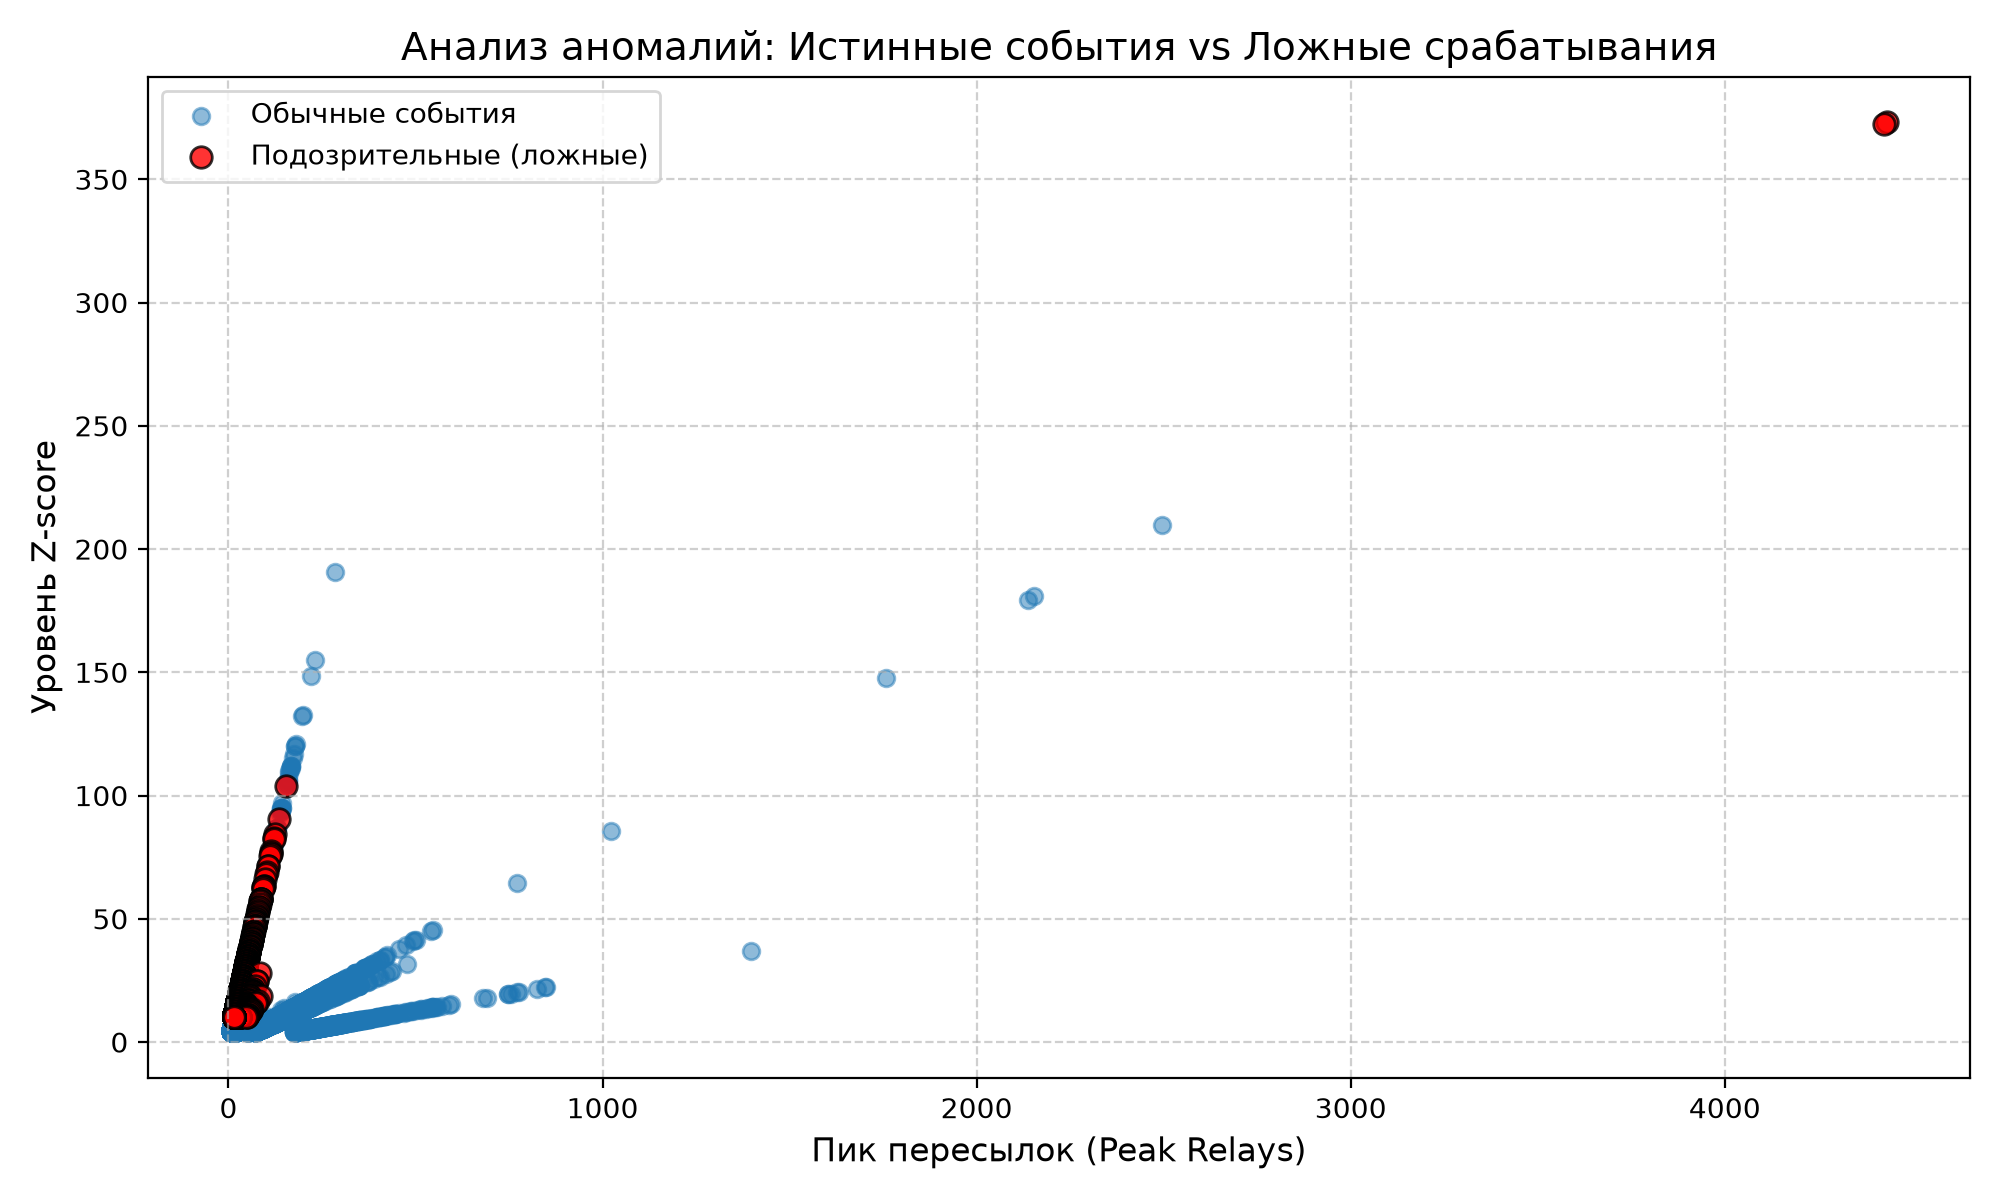 Анализ аномалий: Истинные события vs Ложные срабатывания
Обычные события
Подозрительные (ложные)
Уровень Z-score
350
300
250
200
150
100
50
0
0 1000 2000 3000 4000
Пик пересылок (Peak Relays)